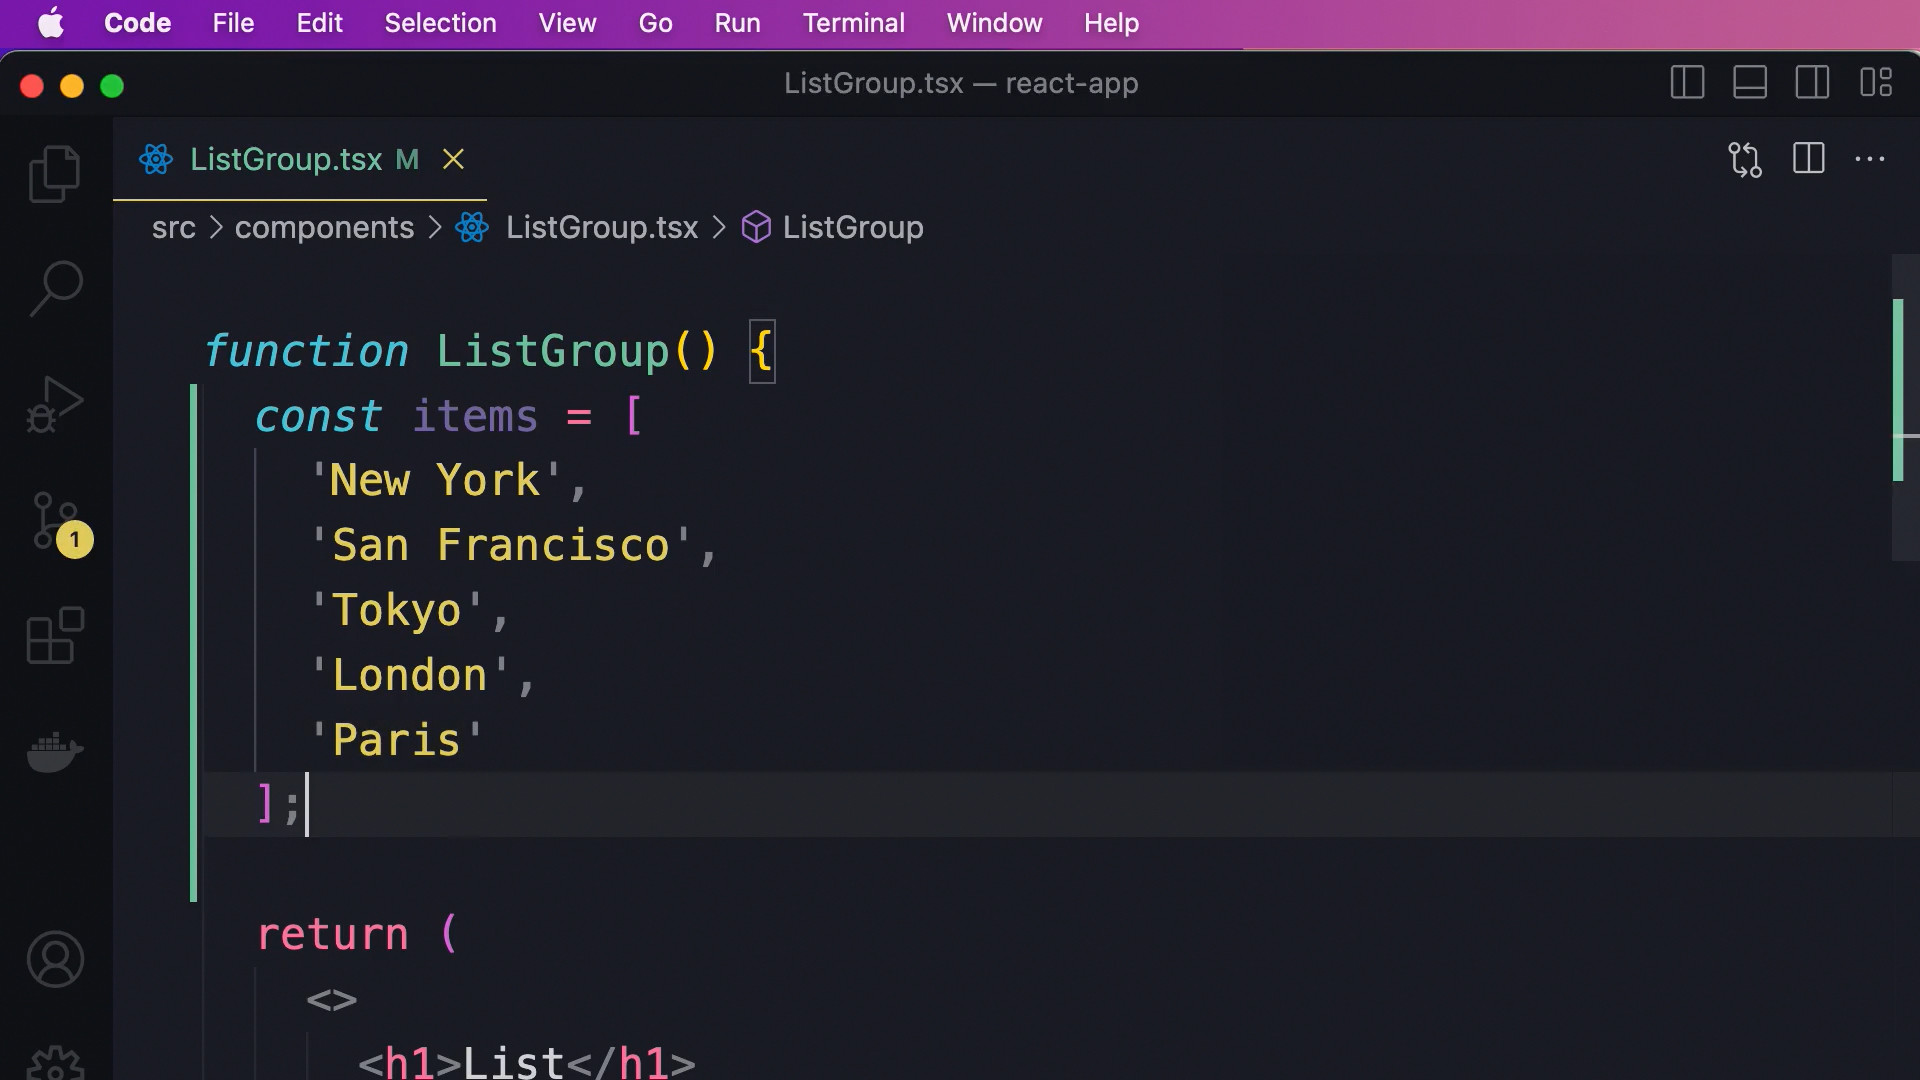 Code File Edit Selection View Go Run Terminal Window Help
ListGroup.tsx — react-app
ListGroup.tsx M
src > components > ListGroup.tsx > ListGroup
function ListGroup() {
const items = [
'New York',
'San Francisco',
'Tokyo',
'London',
'Paris'
];
1
return (
<>
<h1>List</h1>